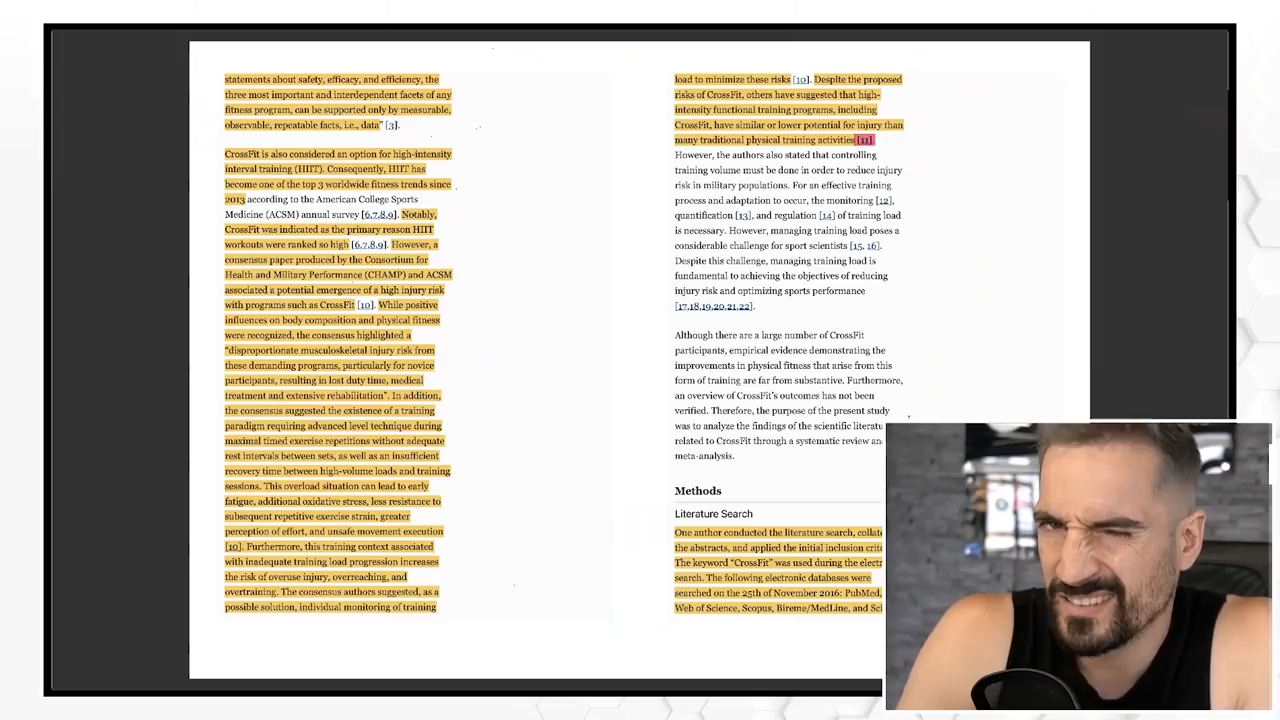 statements about safety, efficacy, and efficiency, the
three most important and interdependent facets of any
fitness program, can be supported only by measurable,
observable, repeatable facts, i.e., data" [3].
CrossFit is also considered an option for high-intensity
interval training (HIIT). Consequently, HIIT has
become one of the top 3 worldwide fitness trends since
2013 according to the American College Sports
Medicine (ACSM) annual survey [6,7,8,9]. Notably,
CrossFit was indicated as the primary reason HIIT
workouts were ranked so high [6,7,8,9]. However, a
consensus paper produced by the Consortium for
Health and Military Performance (CHAMP) and ACSM
associated a potential emergence of a high injury risk
with programs such as CrossFit [10]. While positive
influences on body composition and physical fitness
were recognized, the consensus highlighted a
"disproportionate musculoskeletal injury risk from
these demanding programs, particularly for novice
participants, resulting in lost duty time, medical
treatment and extensive rehabilitation". In addition,
the consensus suggested the existence of a training
paradigm requiring advanced level technique during
maximal timed exercise repetitions without adequate
rest intervals between sets, as well as an insufficient
recovery time between high-volume loads and training
sessions. This overload situation can lead to early
fatigue, additional oxidative stress, less resistance to
subsequent repetitive exercise strain, greater
perception of effort, and unsafe movement execution
[10]. Furthermore, this training context associated
with inadequate training load progression increases
the risk of overuse injury, overreaching, and
overtraining. The consensus authors suggested, as a
possible solution, individual monitoring of training
load to minimize these risks [10]. Despite the proposed
risks of CrossFit, others have suggested that high-
intensity functional training programs, including
CrossFit, have similar or lower potential for injury than
many traditional physical training activities [11].
However, the authors also stated that controlling
training volume must be done in order to reduce injury
risk in military populations. For an effective training
process and adaptation to occur, the monitoring [12],
quantification [13], and regulation [14] of training load
is necessary. However, managing training load poses a
considerable challenge for sport scientists [15, 16].
Despite this challenge, managing training load is
fundamental to achieving the objectives of reducing
injury risk and optimizing sports performance
[17,18,19,20,21,22].
Although there are a large number of CrossFit
participants, empirical evidence demonstrating the
improvements in physical fitness that arise from this
form of training are far from substantive. Furthermore,
an overview of CrossFit's outcomes has not been
verified. Therefore, the purpose of the present study
was to analyze the findings of the scientific literatu
related to CrossFit through a systematic review an
meta-analysis.
Methods
Literature Search
One author conducted the literature search, collate
the abstracts, and applied the initial inclusion crite
The keyword "CrossFit" was used during the electr
search. The following electronic databases were
searched on the 25th of November 2016: PubMed,
Web of Science, Scopus, Bireme/MedLine, and Sci